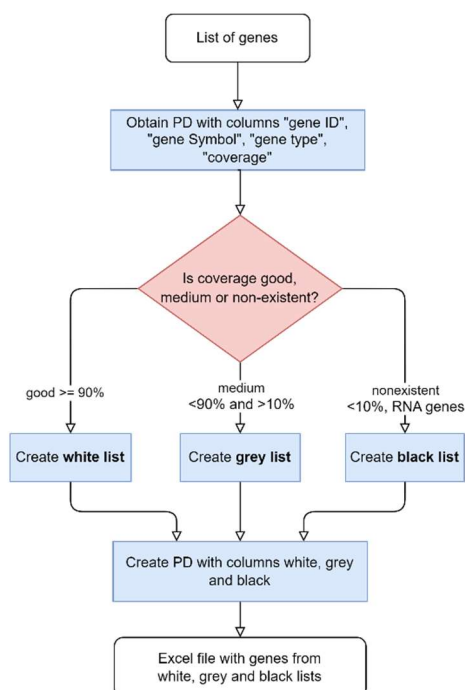 List of genes
Obtain PD with columns "gene ID",
"gene Symbol", "gene type",
"coverage"
Is coverage good,
medium or non-existent?
good >= 90%
medium
<90% and >10%
nonexistent
<10%, RNA genes
Create white list
Create grey list
Create black list
Create PD with columns white, grey
and black
Excel file with genes from
white, grey and black lists